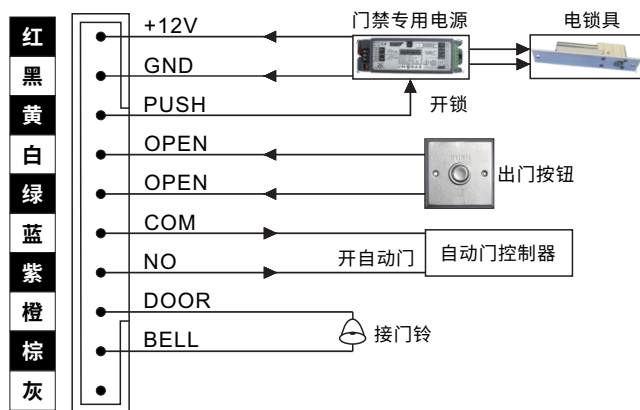 红 +12V 门禁专用电源 电锁具
黑 GND
黄 PUSH 开锁
白 OPEN
绿 OPEN 出门按钮
蓝 COM 自动门控制器
紫 NO 开自动门
橙 DOOR
棕 BELL 接门铃
灰